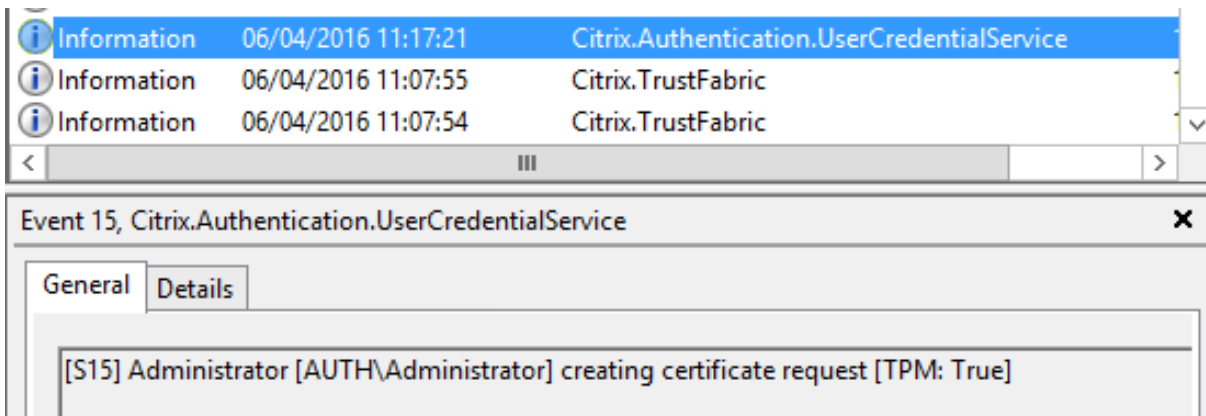 Information 06/04/2016 11:17:21 Citrix.Authentication.UserCredentialService
Information 06/04/2016 11:07:55 Citrix.TrustFabric
Information 06/04/2016 11:07:54 Citrix.TrustFabric
Event 15, Citrix.Authentication.UserCredentialService
General Details
[S15] Administrator [AUTH\Administrator] creating certificate request [TPM: True]